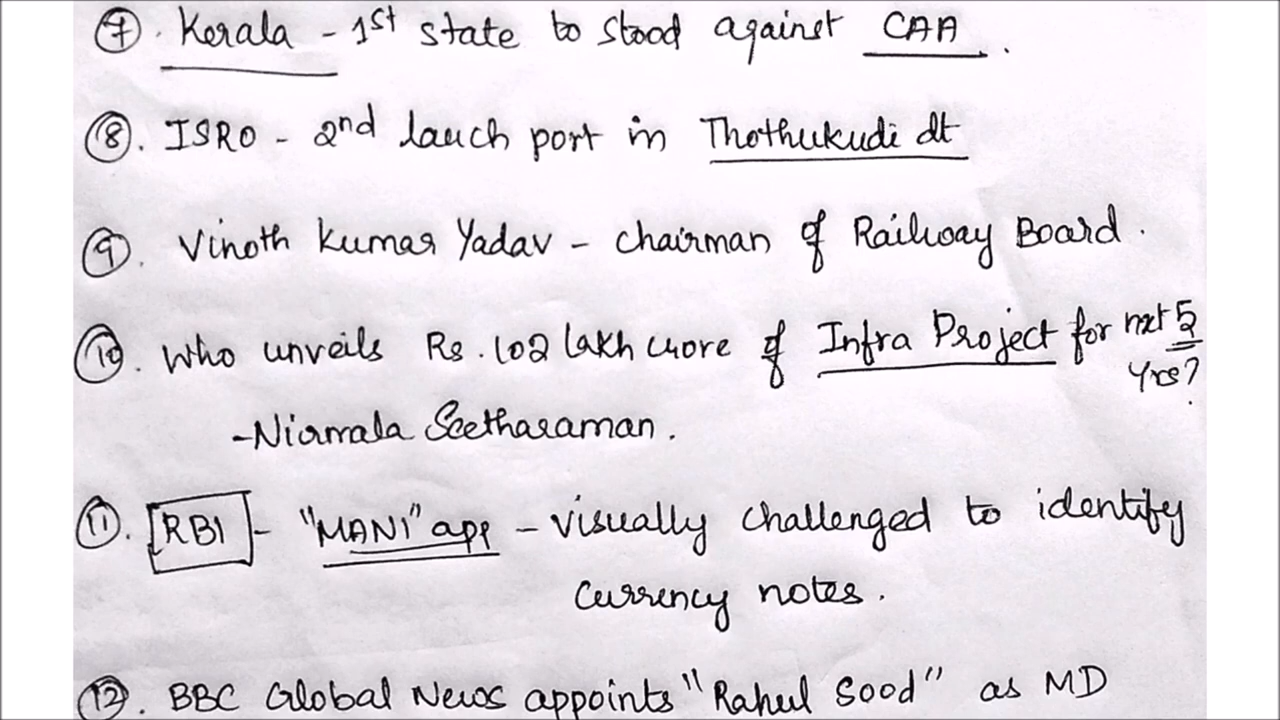 7. Kerala - 1st state to stood against CAA.
8. ISRO - 2nd lauch port in Thothukudi dt
9. Vinoth Kumar Yadav - chairman of Railway Board.
10. Who unveils Rs. 102 lakh crore of Infra Project for nxt 5
yrs?
- Nirmala Seetharaman.
11. RBI - "MANI" app - visually challenged to identify
currency notes.
12. BBC Global News appoints "Rahul Sood" as MD